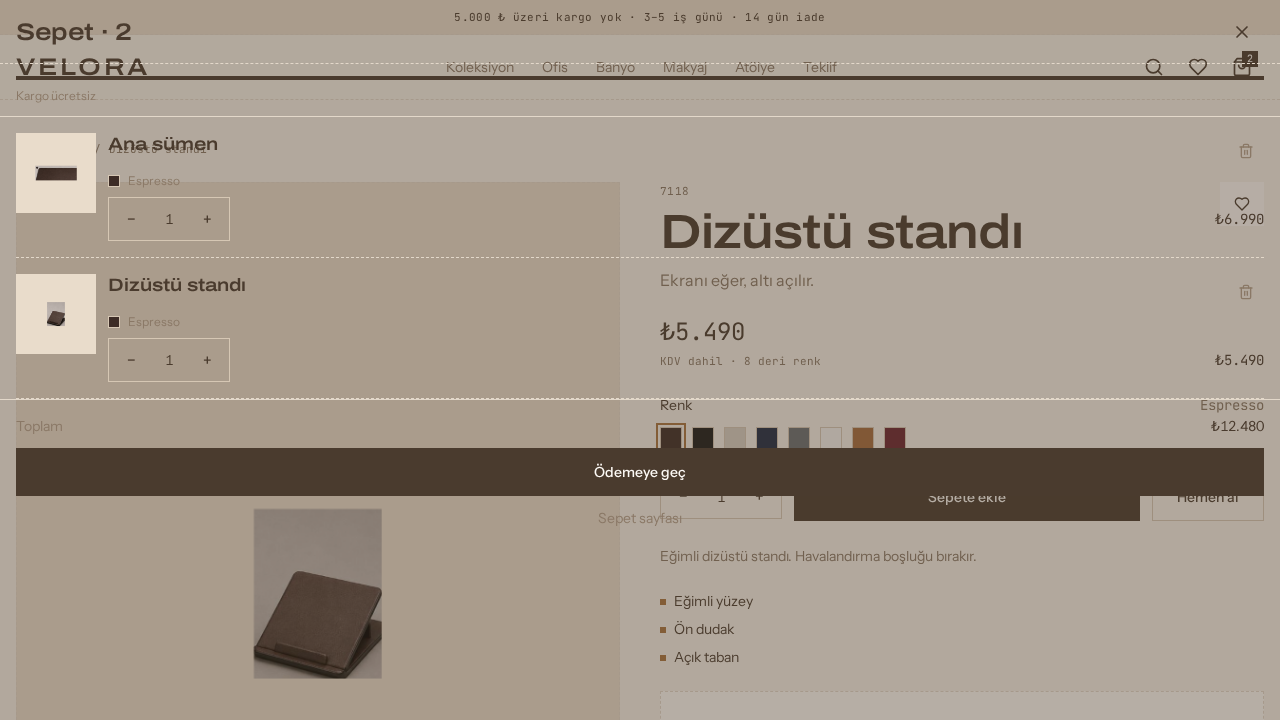 5.000 ₺ üzeri kargo yok · 3–5 iş günü · 14 gün iade
Sepet · 2
VELORA
Koleksiyon Ofis Banyo Makyaj Atölye Teklif
2
Kargo ücretsiz
/ Dizüstü standı
Ana sümen
Espresso
− 1 +
₺6.990
Dizüstü standı
Espresso
− 1 +
₺5.490
Toplam
₺12.480
Ödemeye geç
Sepet sayfası
7118
Dizüstü standı
Ekranı eğer, altı açılır.
₺5.490
KDV dahil · 8 deri renk
Renk
Espresso
− 1 +
Sepete ekle
Hemen al
Eğimli dizüstü standı. Havalandırma boşluğu bırakır.
Eğimli yüzey
Ön dudak
Açık taban